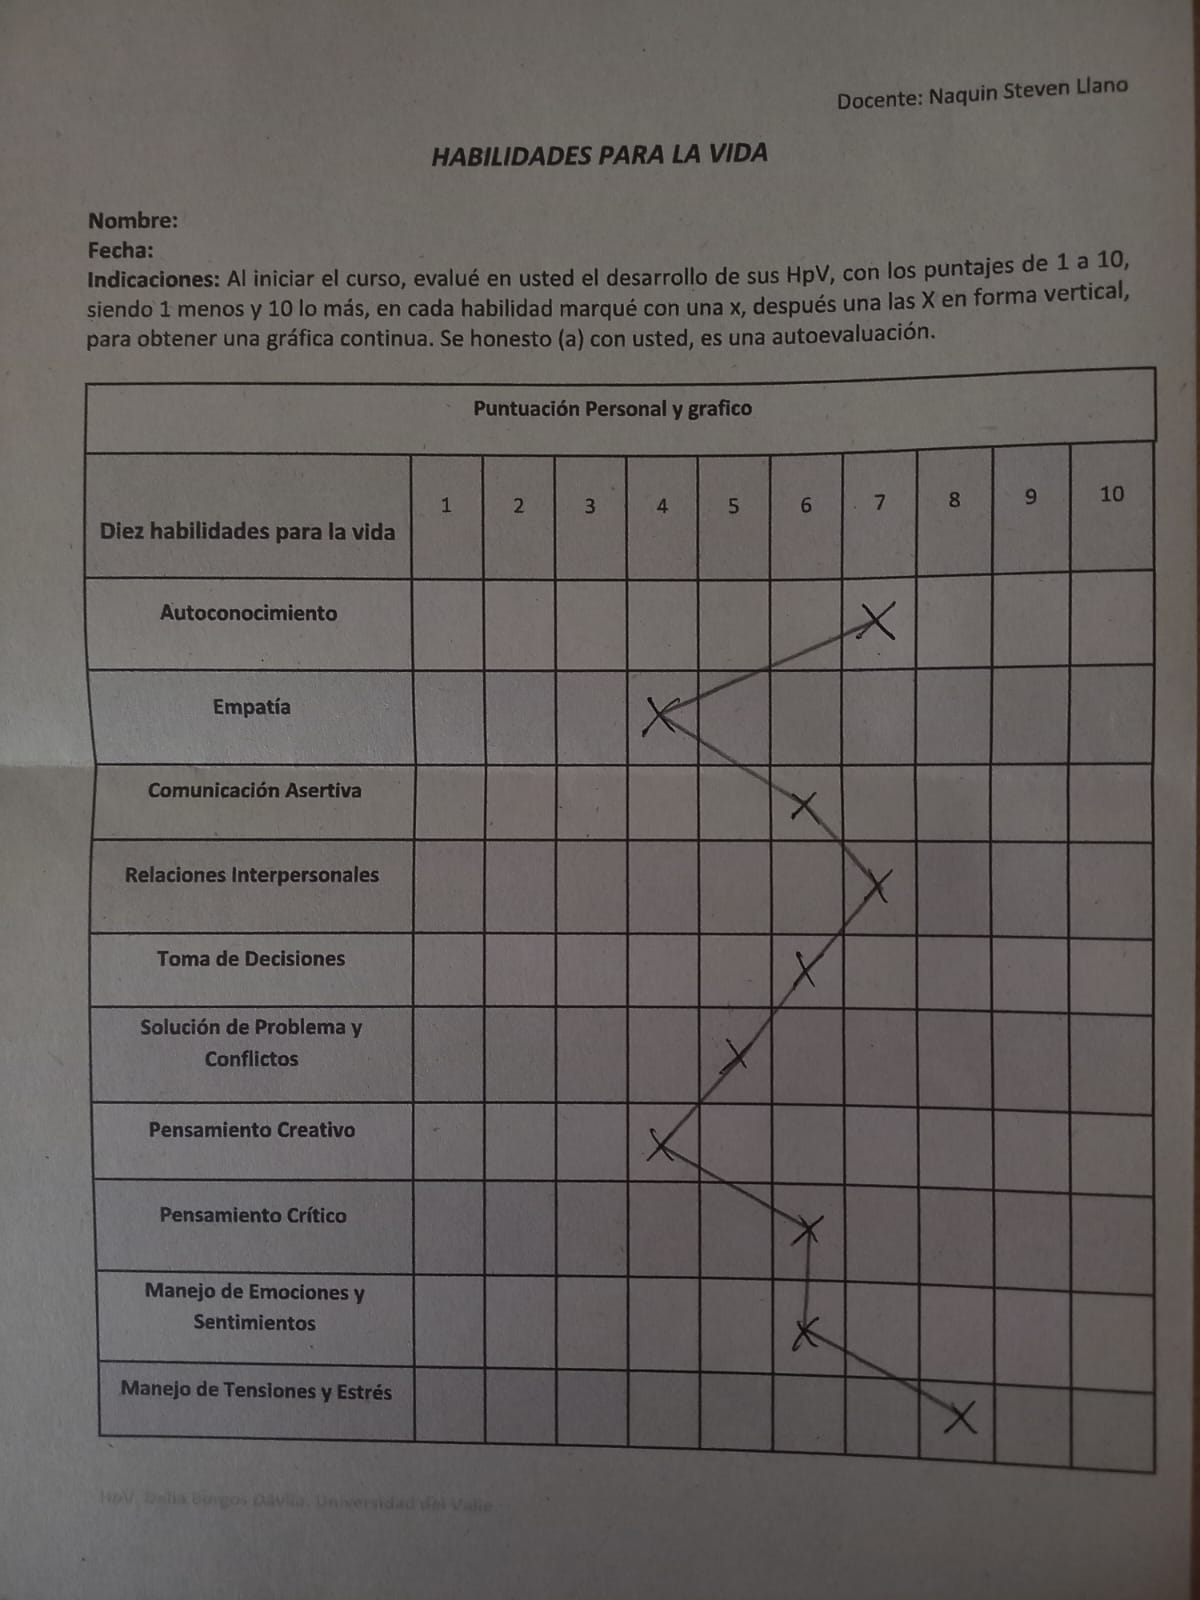 Docente: Naquin Steven Llano
HABILIDADES PARA LA VIDA
Nombre:
Fecha:
Indicaciones: Al iniciar el curso, evalué en usted el desarrollo de sus HpV, con los puntajes de 1 a 10,
siendo 1 menos y 10 lo más, en cada habilidad marqué con una x, después una las X en forma vertical,
para obtener una gráfica continua. Se honesto (a) con usted, es una autoevaluación.
Puntuación Personal y grafico
Diez habilidades para la vida 1 2 3 4 5 6 7 8 9 10
Autoconocimiento X
Empatía X
Comunicación Asertiva X
Relaciones Interpersonales X
Toma de Decisiones X
Solución de Problema y
Conflictos X
Pensamiento Creativo X
Pensamiento Crítico X
Manejo de Emociones y
Sentimientos X
Manejo de Tensiones y Estrés X
HpV, Delia Burgos Dávila. Universidad del Valle.